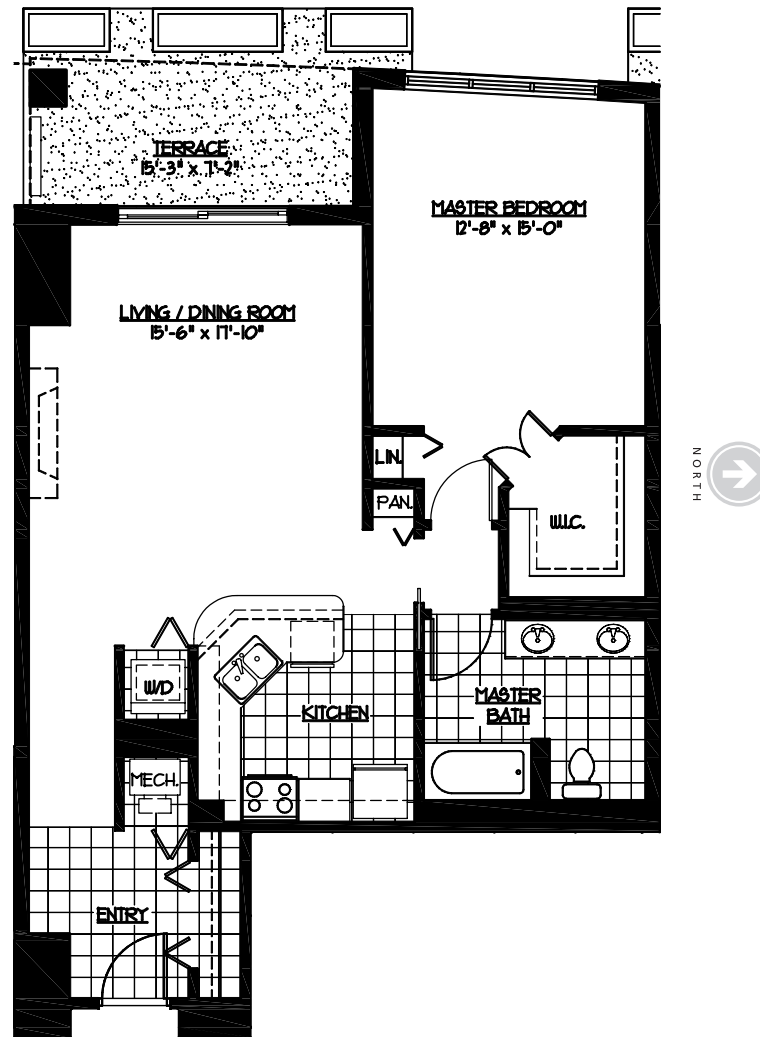 TERRACE
15'-3" x 7'-2"
MASTER BEDROOM
12'-8" x 15'-0"
LIVING / DINING ROOM
15'-6" x 17'-10"
LIN.
NORTH
PAN.
W.I.C.
W/D
MASTER
BATH
KITCHEN
MECH.
ENTRY